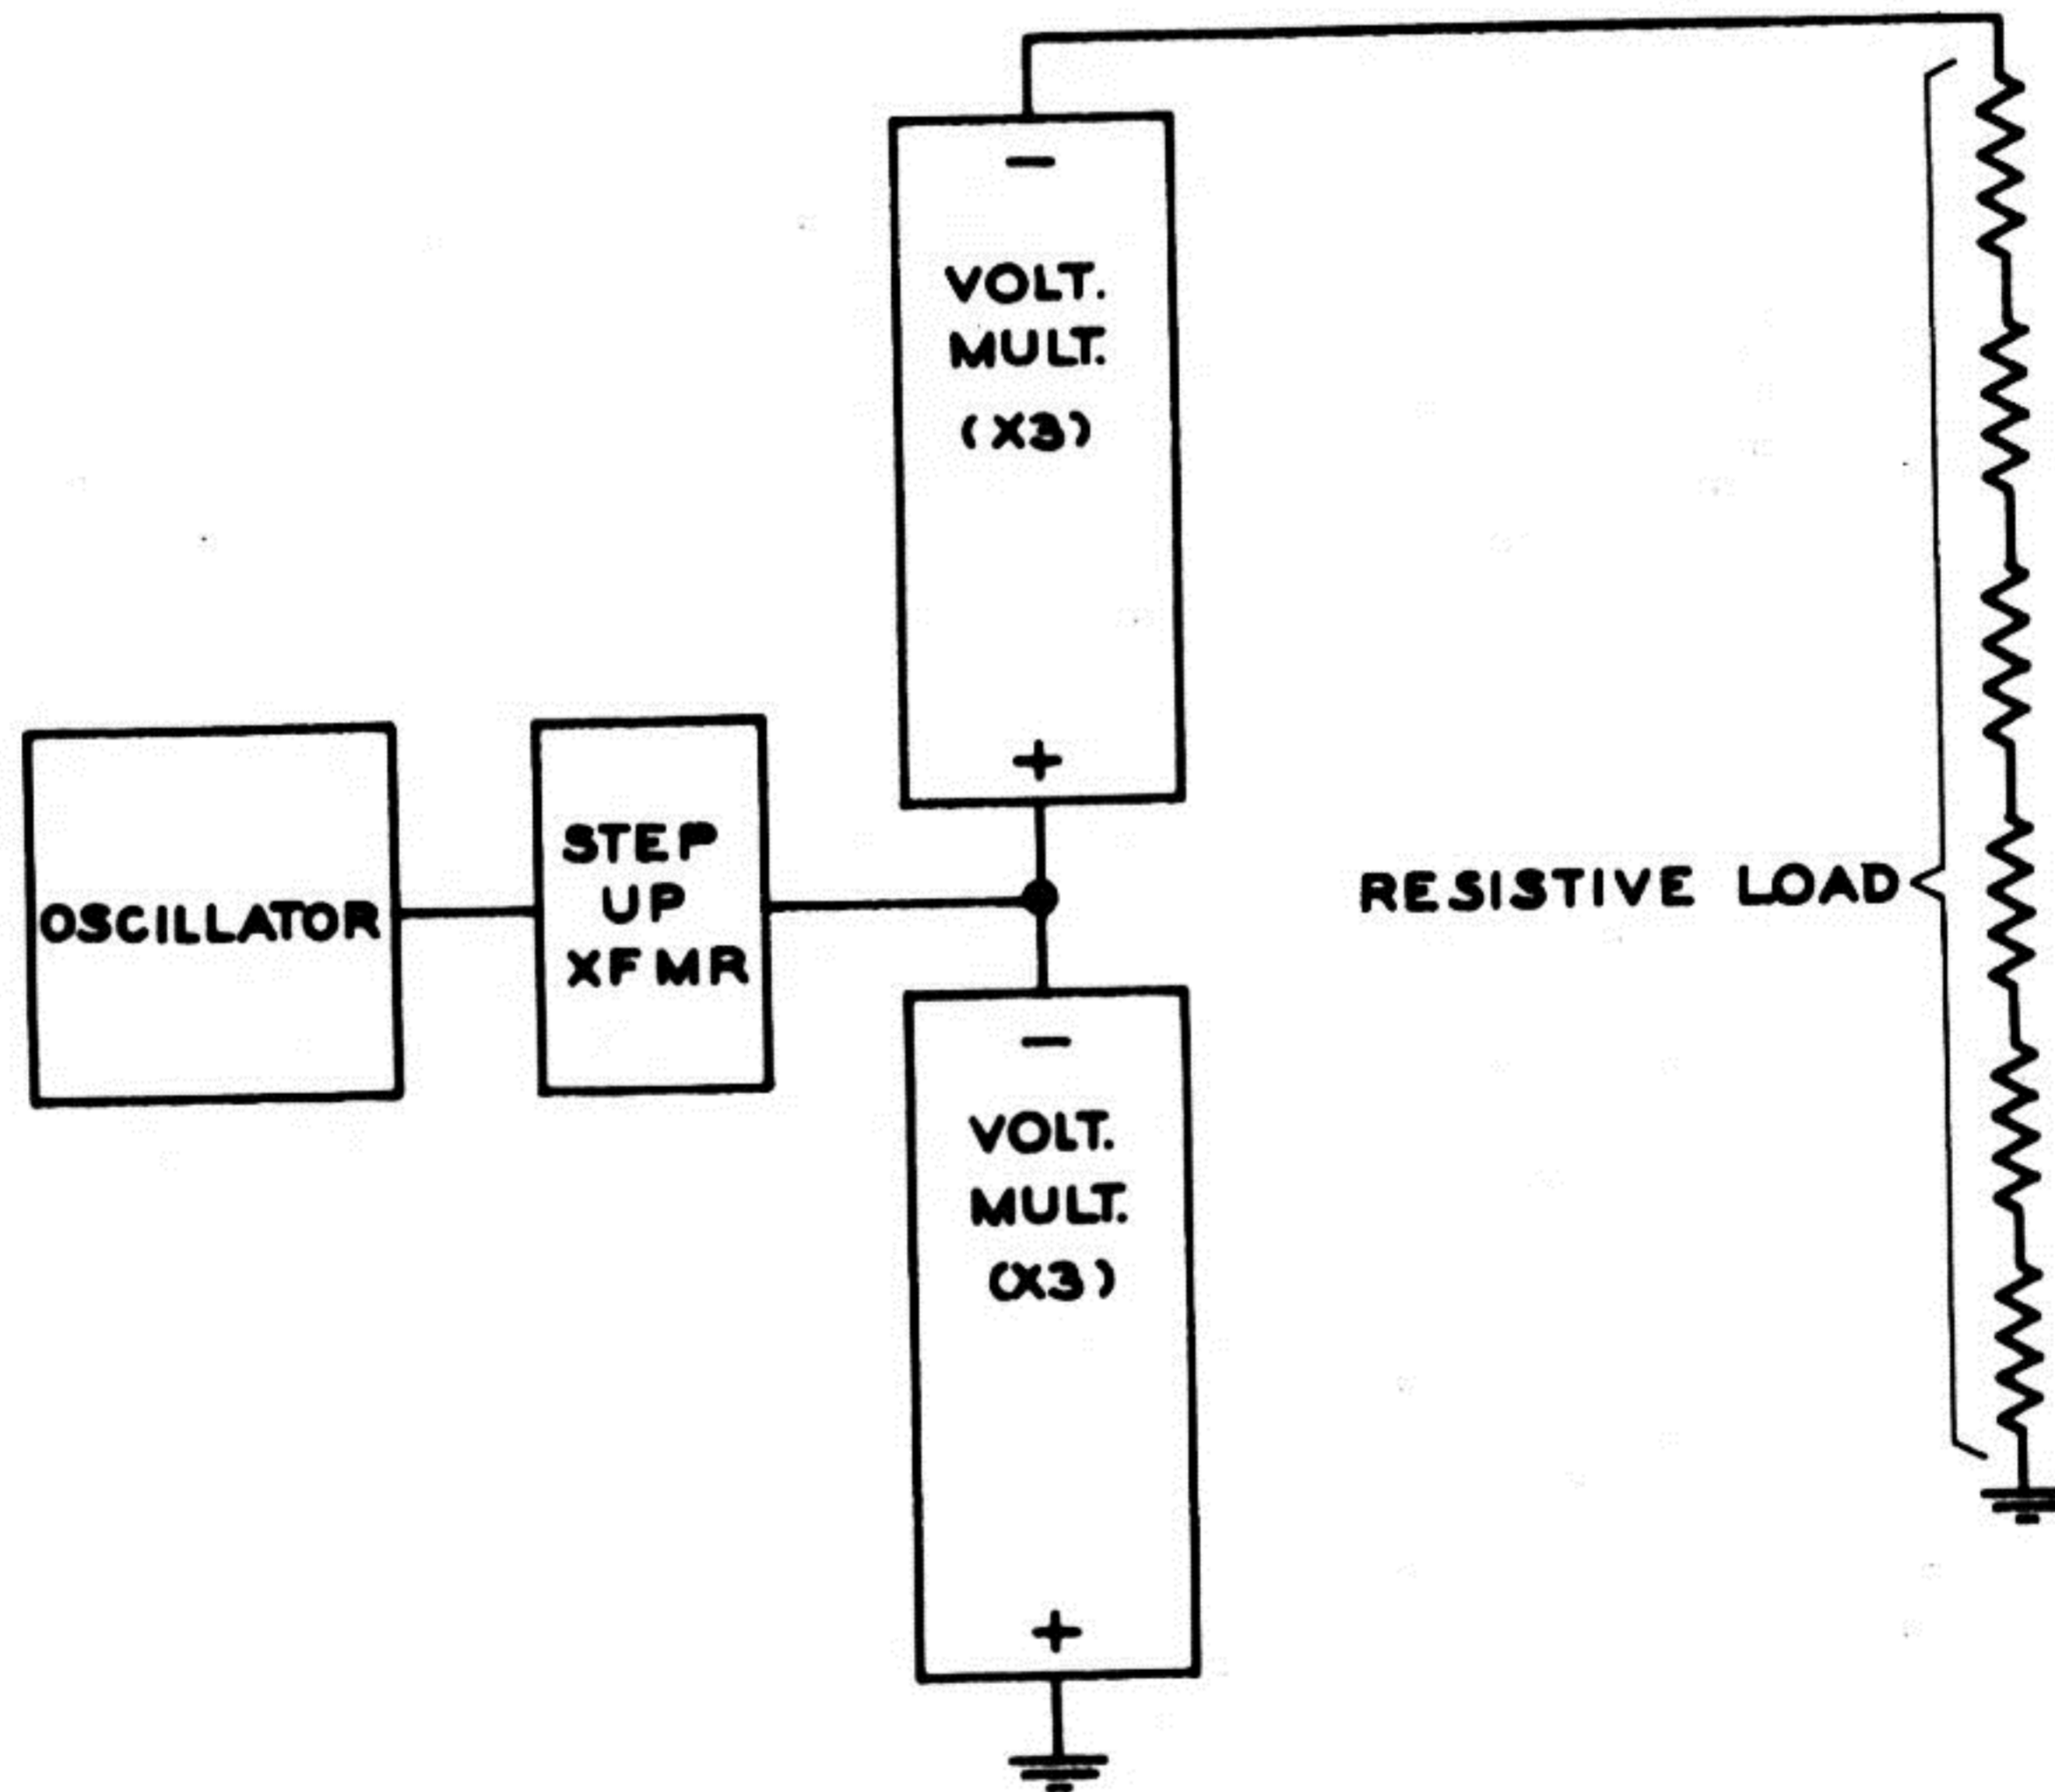 −
VOLT.
MULT.
(X3)
+
OSCILLATOR
STEP
UP
XFMR
RESISTIVE LOAD
−
VOLT.
MULT.
(X3)
+